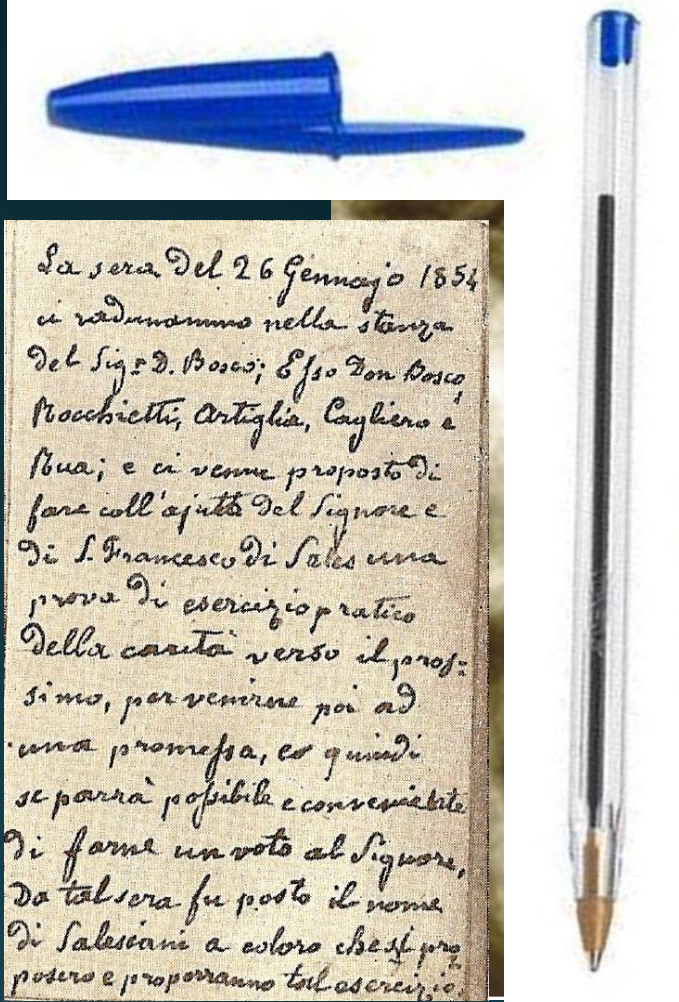 La sera del 26 Gennajo 1854
ci radunammo nella stanza
del Sigr D. Bosco; Esso Don Bosco,
Rocchietti, Artiglia, Cagliero e
Rua; e ci venne proposto di
fare coll'ajuto del Signore e
di S. Francesco di Sales una
prova di esercizio pratico
della carità verso il pros=
simo, per venirne poi ad
una promessa, e quindi
se parrà possibile e conveniente
di farne un voto al Signore,
Da tal sera fu posto il nome
di Salesiani a coloro che si pro
posero e proporranno tal esercizio.